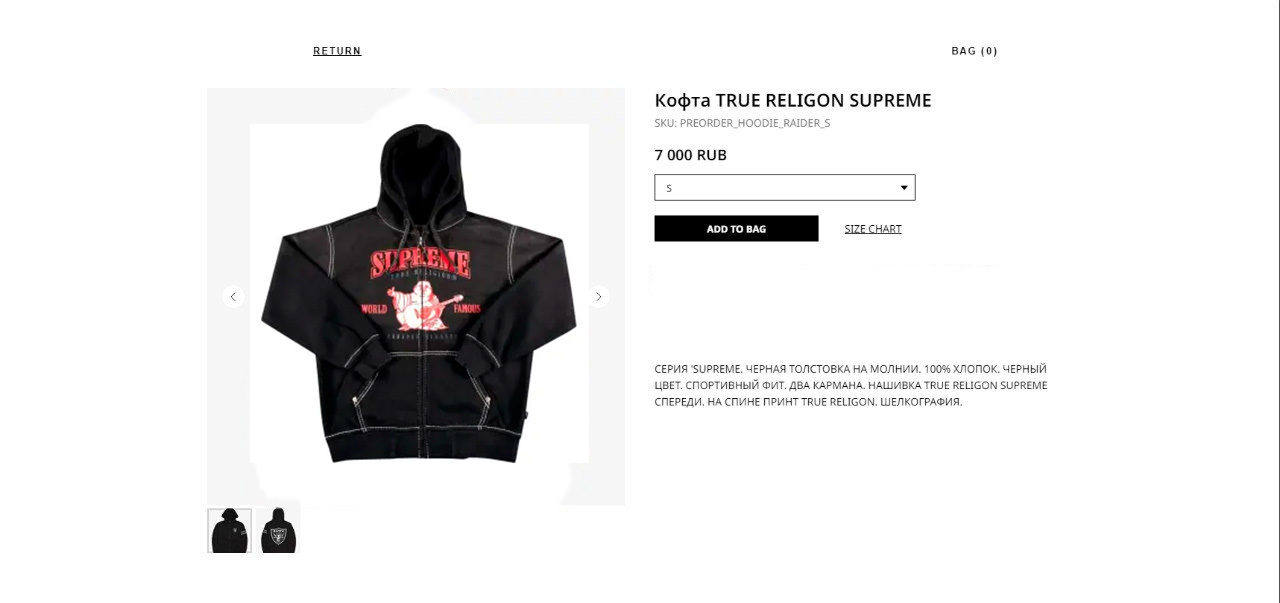 RETURN
BAG (0)
Кофта TRUE RELIGON SUPREME
SKU: PREORDER_HOODIE_RAIDER_S
7 000 RUB
S
ADD TO BAG
SIZE CHART
SUPREME
TRUE RELIGION
WORLD FAMOUS
СЕРИЯ 'SUPREME. ЧЕРНАЯ ТОЛСТОВКА НА МОЛНИИ. 100% ХЛОПОК. ЧЕРНЫЙ
ЦВЕТ. СПОРТИВНЫЙ ФИТ. ДВА КАРМАНА. НАШИВКА TRUE RELIGON SUPREME
СПЕРЕДИ, НА СПИНЕ ПРИНТ TRUE RELIGON. ШЕЛКОГРАФИЯ.